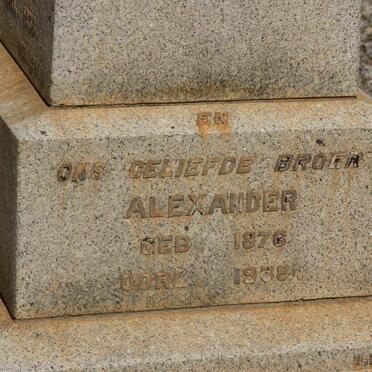 EN
ONS GELIEFDE BROER
ALEXANDER
GEB. 1876
OORL. 1938